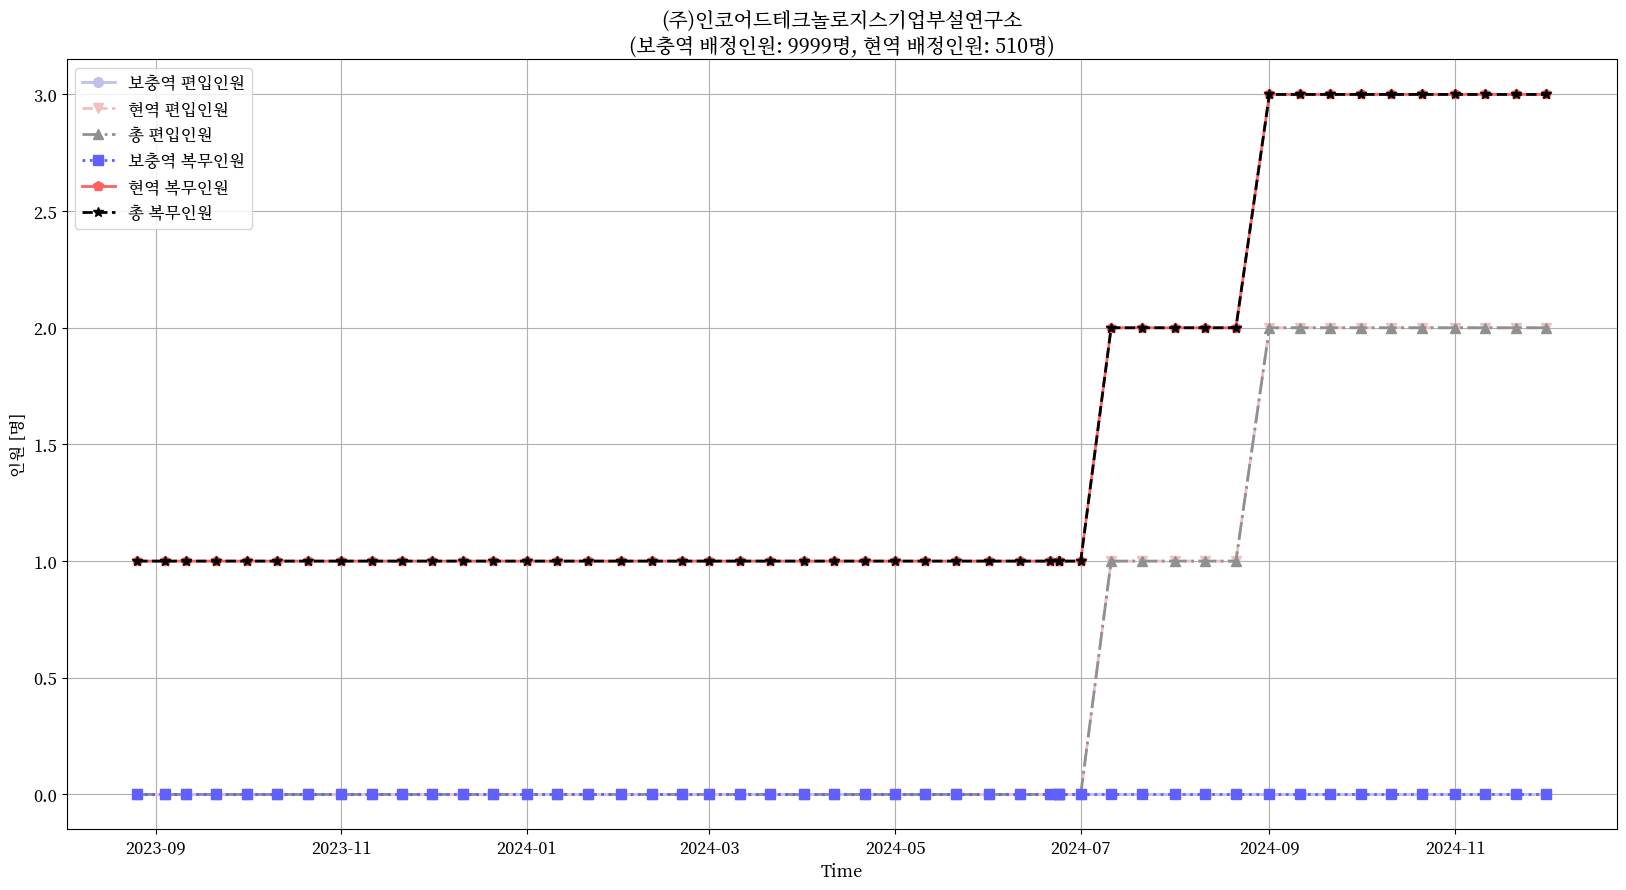 (주)인코어드테크놀로지스기업부설연구소
(보충역 배정인원: 9999명, 현역 배정인원: 510명)
보충역 편입인원
현역 편입인원
총 편입인원
보충역 복무인원
현역 복무인원
총 복무인원
인원 [명]
3.0
2.5
2.0
1.5
1.0
0.5
0.0
2023-09
2023-11
2024-01
2024-03
2024-05
2024-07
2024-09
2024-11
Time